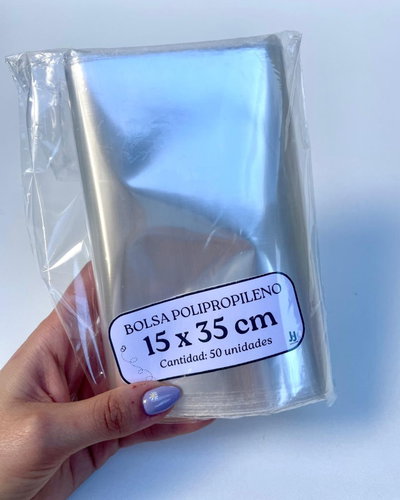 BOLSA POLIPROPILENO
15 x 35 cm
Cantidad: 50 unidades